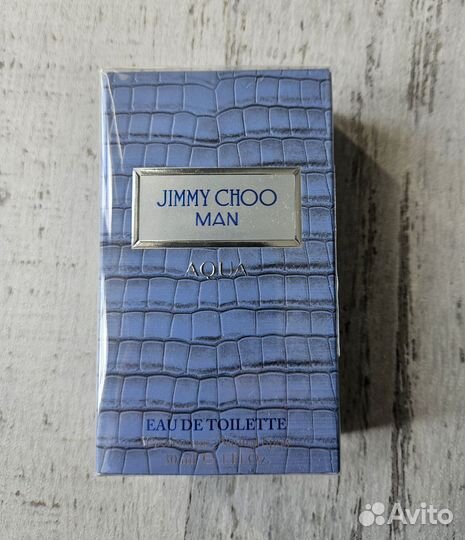 JIMMY CHOO
MAN
AQUA
EAU DE TOILETTE
Avito